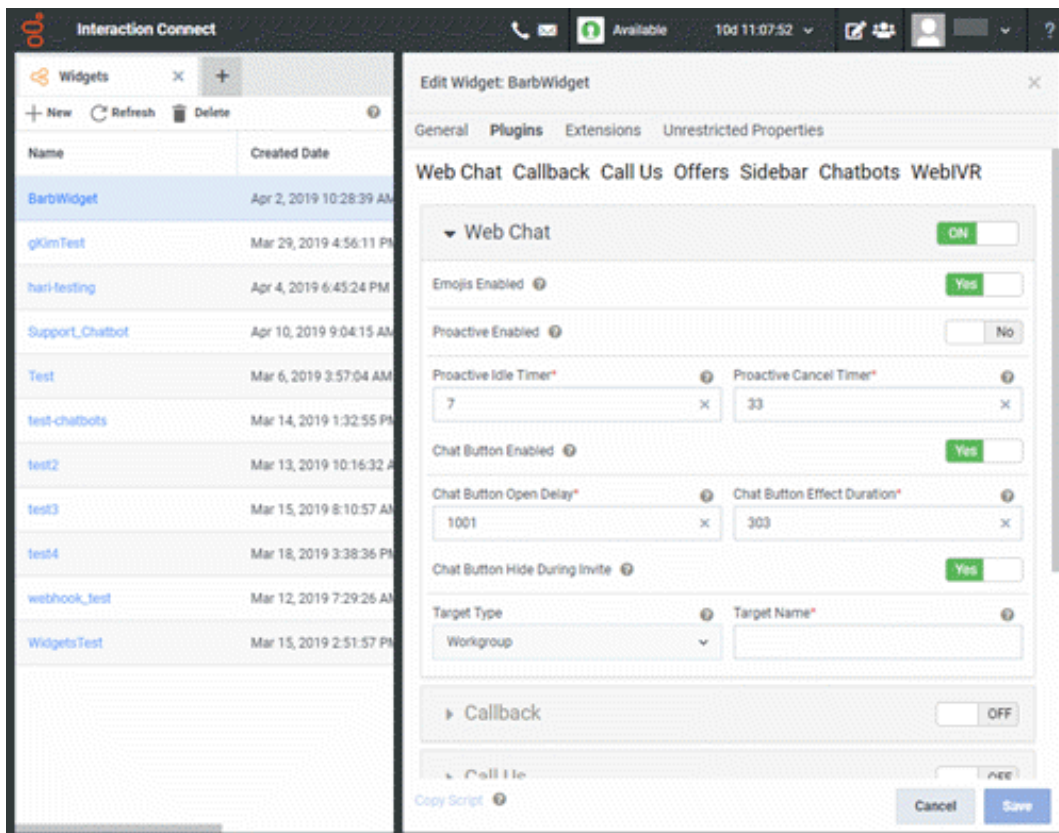 Interaction Connect Available 10d 11:07:52 ?
Widgets × +
+ New Refresh Delete ?
Name Created Date
BarbWidget Apr 2, 2019 10:28:39 AM
gKimTest Mar 29, 2019 4:56:11 PM
hari-testing Apr 4, 2019 6:45:24 PM
Support_Chatbot Apr 10, 2019 9:04:15 AM
Test Mar 6, 2019 3:57:04 AM
test-chatbots Mar 14, 2019 1:32:55 PM
test2 Mar 13, 2019 10:16:32 A
test3 Mar 15, 2019 8:10:57 AM
test4 Mar 18, 2019 3:38:36 PM
webhook_test Mar 12, 2019 7:29:26 AM
WidgetsTest Mar 15, 2019 2:51:57 PM
Edit Widget: BarbWidget ×
General Plugins Extensions Unrestricted Properties
Web Chat Callback Call Us Offers Sidebar Chatbots WebIVR
Web Chat ON
Emojis Enabled ? Yes
Proactive Enabled ? No
Proactive Idle Timer* ? Proactive Cancel Timer* ?
7 × 33 ×
Chat Button Enabled ? Yes
Chat Button Open Delay* ? Chat Button Effect Duration* ?
1001 × 303 ×
Chat Button Hide During Invite ? Yes
Target Type ? Target Name* ?
Workgroup
Callback OFF
Call Us OFF
Copy Script ? Cancel Save